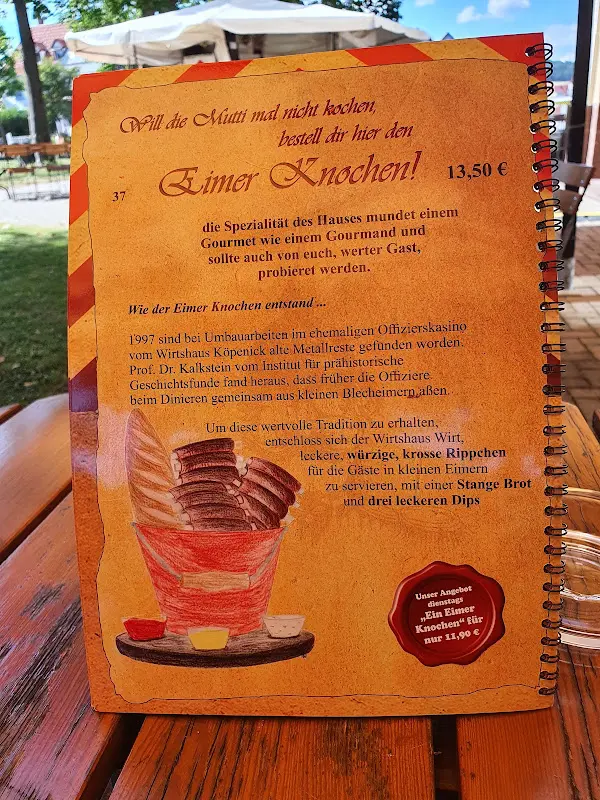 Will die Mutti mal nicht kochen,
bestell dir hier den
37 Eimer Knochen! 13,50 €
die Spezialität des Hauses mundet einem
Gourmet wie einem Gourmand und
sollte auch von euch, werter Gast,
probieret werden.
Wie der Eimer Knochen entstand ...
1997 sind bei Umbauarbeiten im ehemaligen Offizierskasino
vom Wirtshaus Köpenick alte Metallreste gefunden worden.
Prof. Dr. Kalkstein vom Institut für prähistorische
Geschichtsfunde fand heraus, dass früher die Offiziere
beim Dinieren gemeinsam aus kleinen Blecheimern aßen.
Um diese wertvolle Tradition zu erhalten,
entschloss sich der Wirtshaus Wirt,
leckere, würzige, krosse Rippchen
für die Gäste in kleinen Eimern
zu servieren, mit einer Stange Brot
und drei leckeren Dips
Unser Angebot
dienstags
„Ein Eimer
Knochen“ für
nur 11,90 €